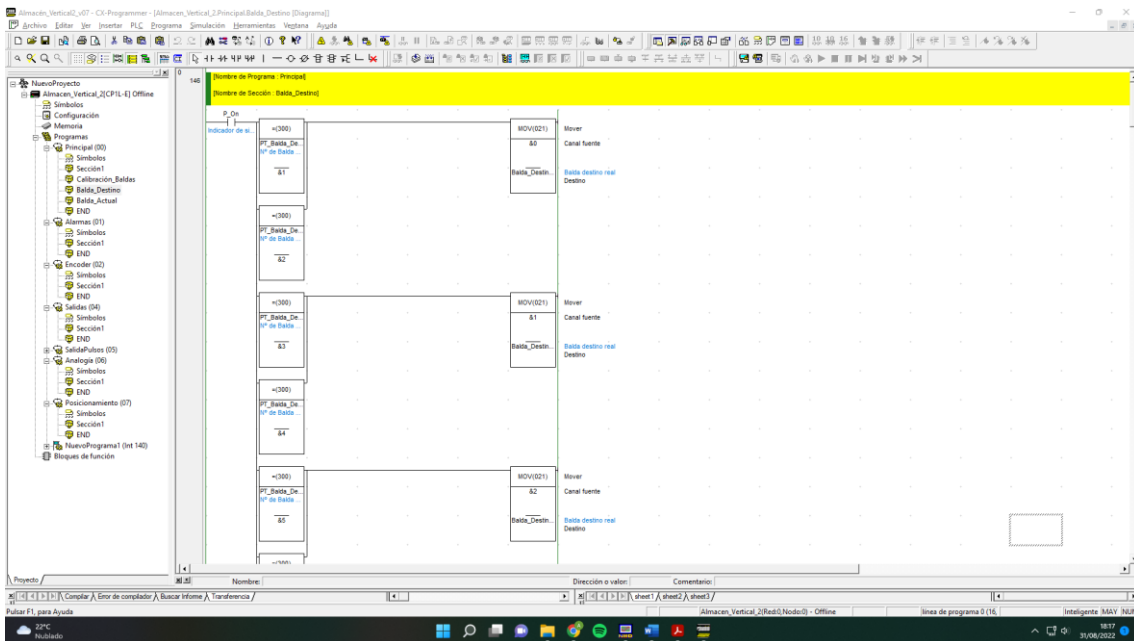 Almacén_Vertical2_v07 - CX-Programmer - [Almacen_Vertical_2.Principal.Balda_Destino [Diagrama]]
Archivo Editar Ver Insertar PLC Programa Simulación Herramientas Ventana Ayuda
NuevoProyecto
Almacen_Vertical_2[CP1L-E] Offline
Símbolos
Configuración
Memoria
Programas
Principal (00)
Símbolos
Sección1
Calibración_Baldas
Balda_Destino
Balda_Actual
END
Alarmas (01)
Símbolos
Sección1
END
Encoder (02)
Símbolos
Sección1
END
Salidas (04)
Símbolos
Sección1
END
SalidaPulsos (05)
Analogía (06)
Símbolos
Sección1
END
Posicionamiento (07)
Símbolos
Sección1
END
NuevoPrograma1 (Int 140)
Bloques de función
Proyecto
0
146
[Nombre de Programa : Principal]
[Nombre de Sección : Balda_Destino]
P_On
Indicador de si...
=(300)
PT_Balda_De...
Nº de Balda ...
&1
MOV(021)
Mover
&0
Canal fuente
Balda_Destin...
Balda destino real
Destino
=(300)
PT_Balda_De...
Nº de Balda ...
&2
=(300)
PT_Balda_De...
Nº de Balda ...
&3
MOV(021)
Mover
&1
Canal fuente
Balda_Destin...
Balda destino real
Destino
=(300)
PT_Balda_De...
Nº de Balda ...
&4
=(300)
PT_Balda_De...
Nº de Balda ...
&5
MOV(021)
Mover
&2
Canal fuente
Balda_Destin...
Balda destino real
Destino
=(300)
Nombre:
Dirección o valor:
Comentario:
Compilar Error de compilador Buscar Informe Transferencia
sheet1 sheet2 sheet3
Pulsar F1, para Ayuda
Almacen_Vertical_2(Red:0,Nodo:0) - Offline
línea de programa 0 (16,
Inteligente MAY NUM
22°C
Nublado
18:17
31/08/2022